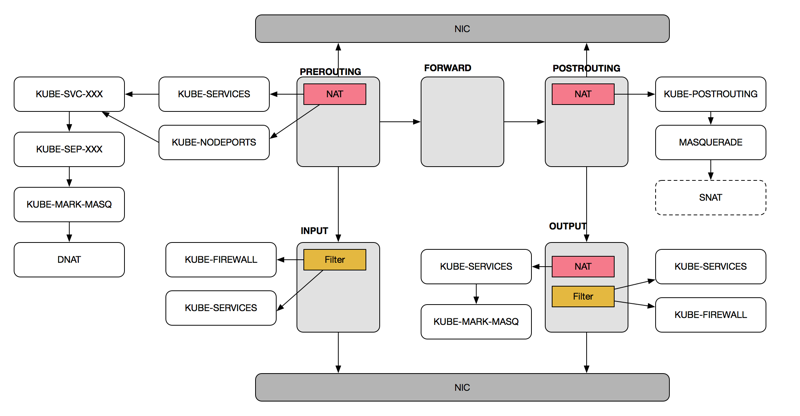 NIC
PREROUTING
FORWARD
POSTROUTING
KUBE-SVC-XXX
KUBE-SERVICES
NAT
NAT
KUBE-POSTROUTING
KUBE-SEP-XXX
KUBE-NODEPORTS
MASQUERADE
KUBE-MARK-MASQ
SNAT
INPUT
OUTPUT
DNAT
KUBE-FIREWALL
Filter
KUBE-SERVICES
NAT
KUBE-SERVICES
KUBE-SERVICES
Filter
KUBE-MARK-MASQ
KUBE-FIREWALL
NIC